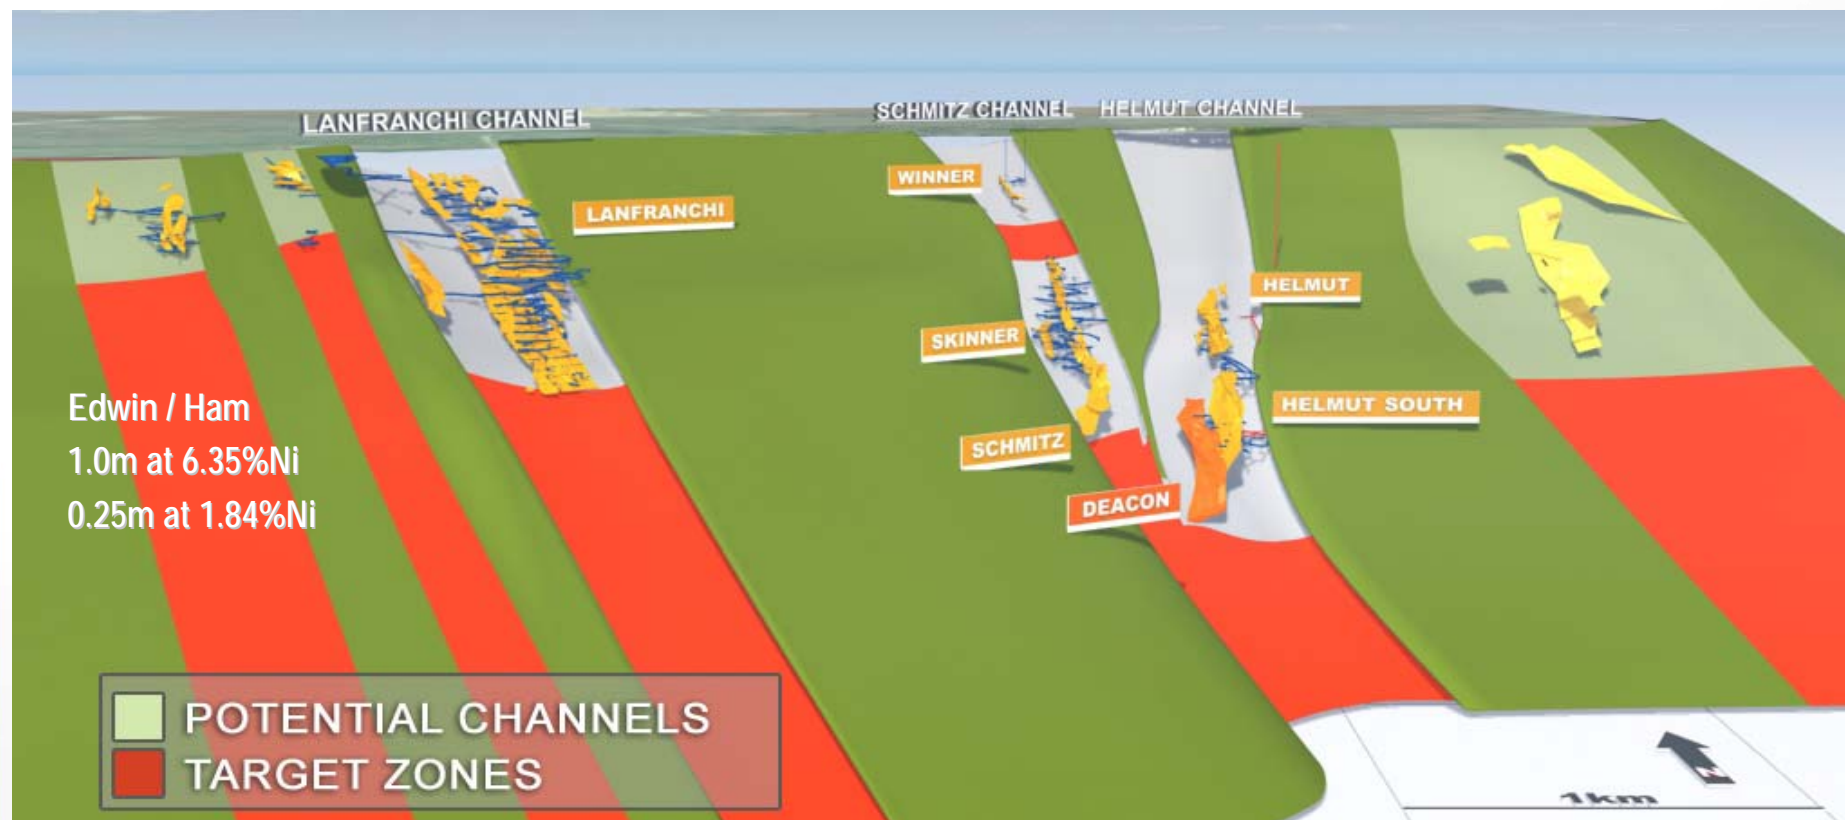 LANFRANCHI CHANNEL
SCHMITZ CHANNEL
HELMUT CHANNEL
WINNER
LANFRANCHI
HELMUT
SKINNER
HELMUT SOUTH
SCHMITZ
DEACON
Edwin / Ham
1.0m at 6.35%Ni
0.25m at 1.84%Ni
POTENTIAL CHANNELS
TARGET ZONES
N
1km